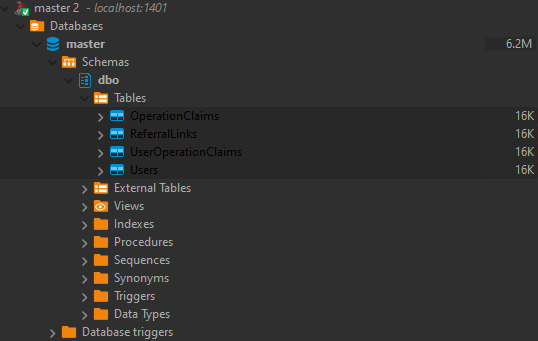 master 2 - localhost:1401
Databases
master 6.2M
Schemas
dbo
Tables
OperationClaims 16K
ReferralLinks 16K
UserOperationClaims 16K
Users 16K
External Tables
Views
Indexes
Procedures
Sequences
Synonyms
Triggers
Data Types
Database triggers